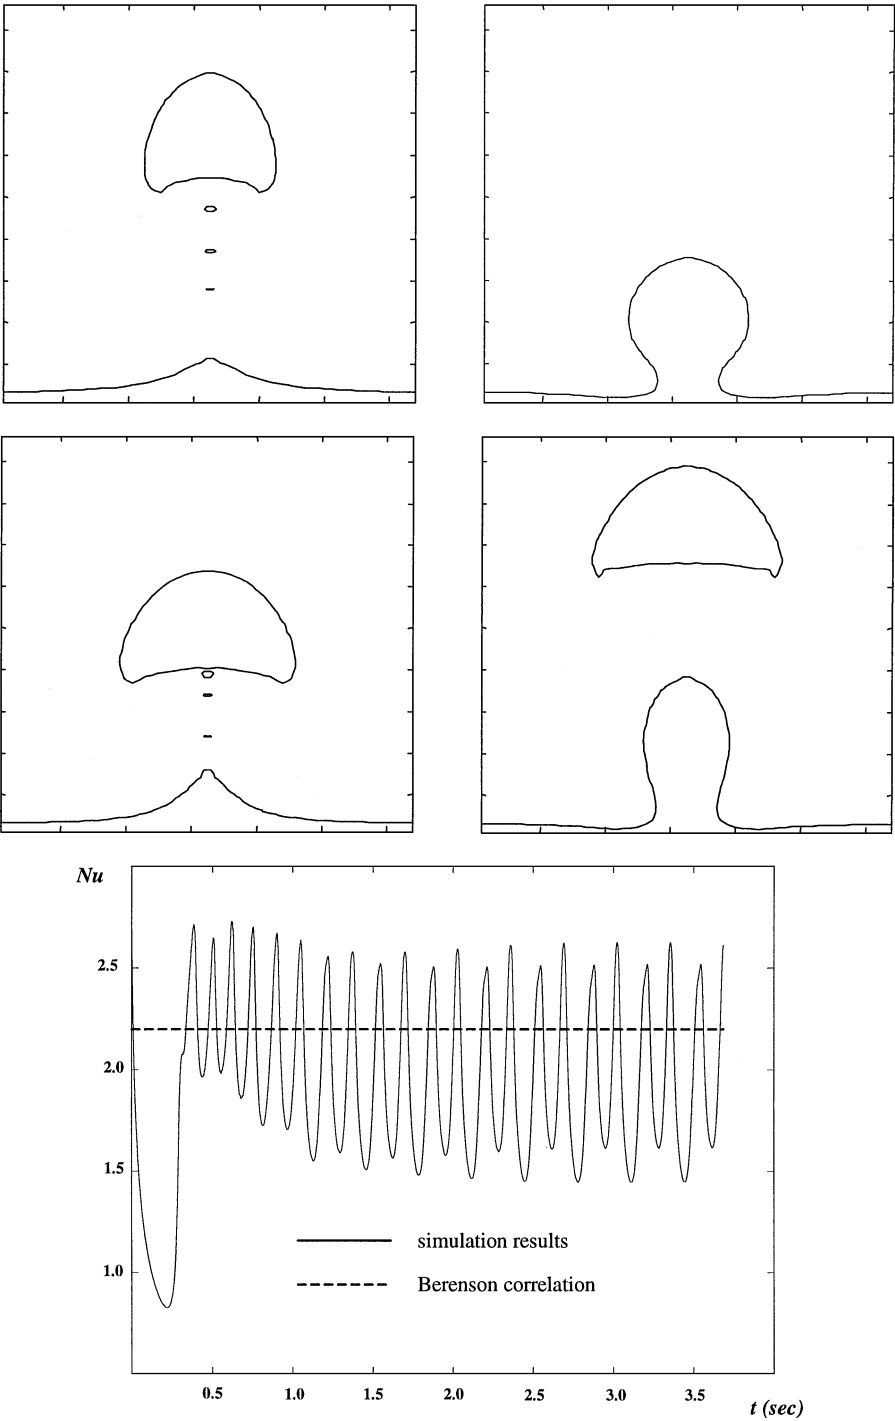 Nu
2.5
2.0
1.5
1.0
simulation results
Berenson correlation
0.5 1.0 1.5 2.0 2.5 3.0 3.5
t (sec)